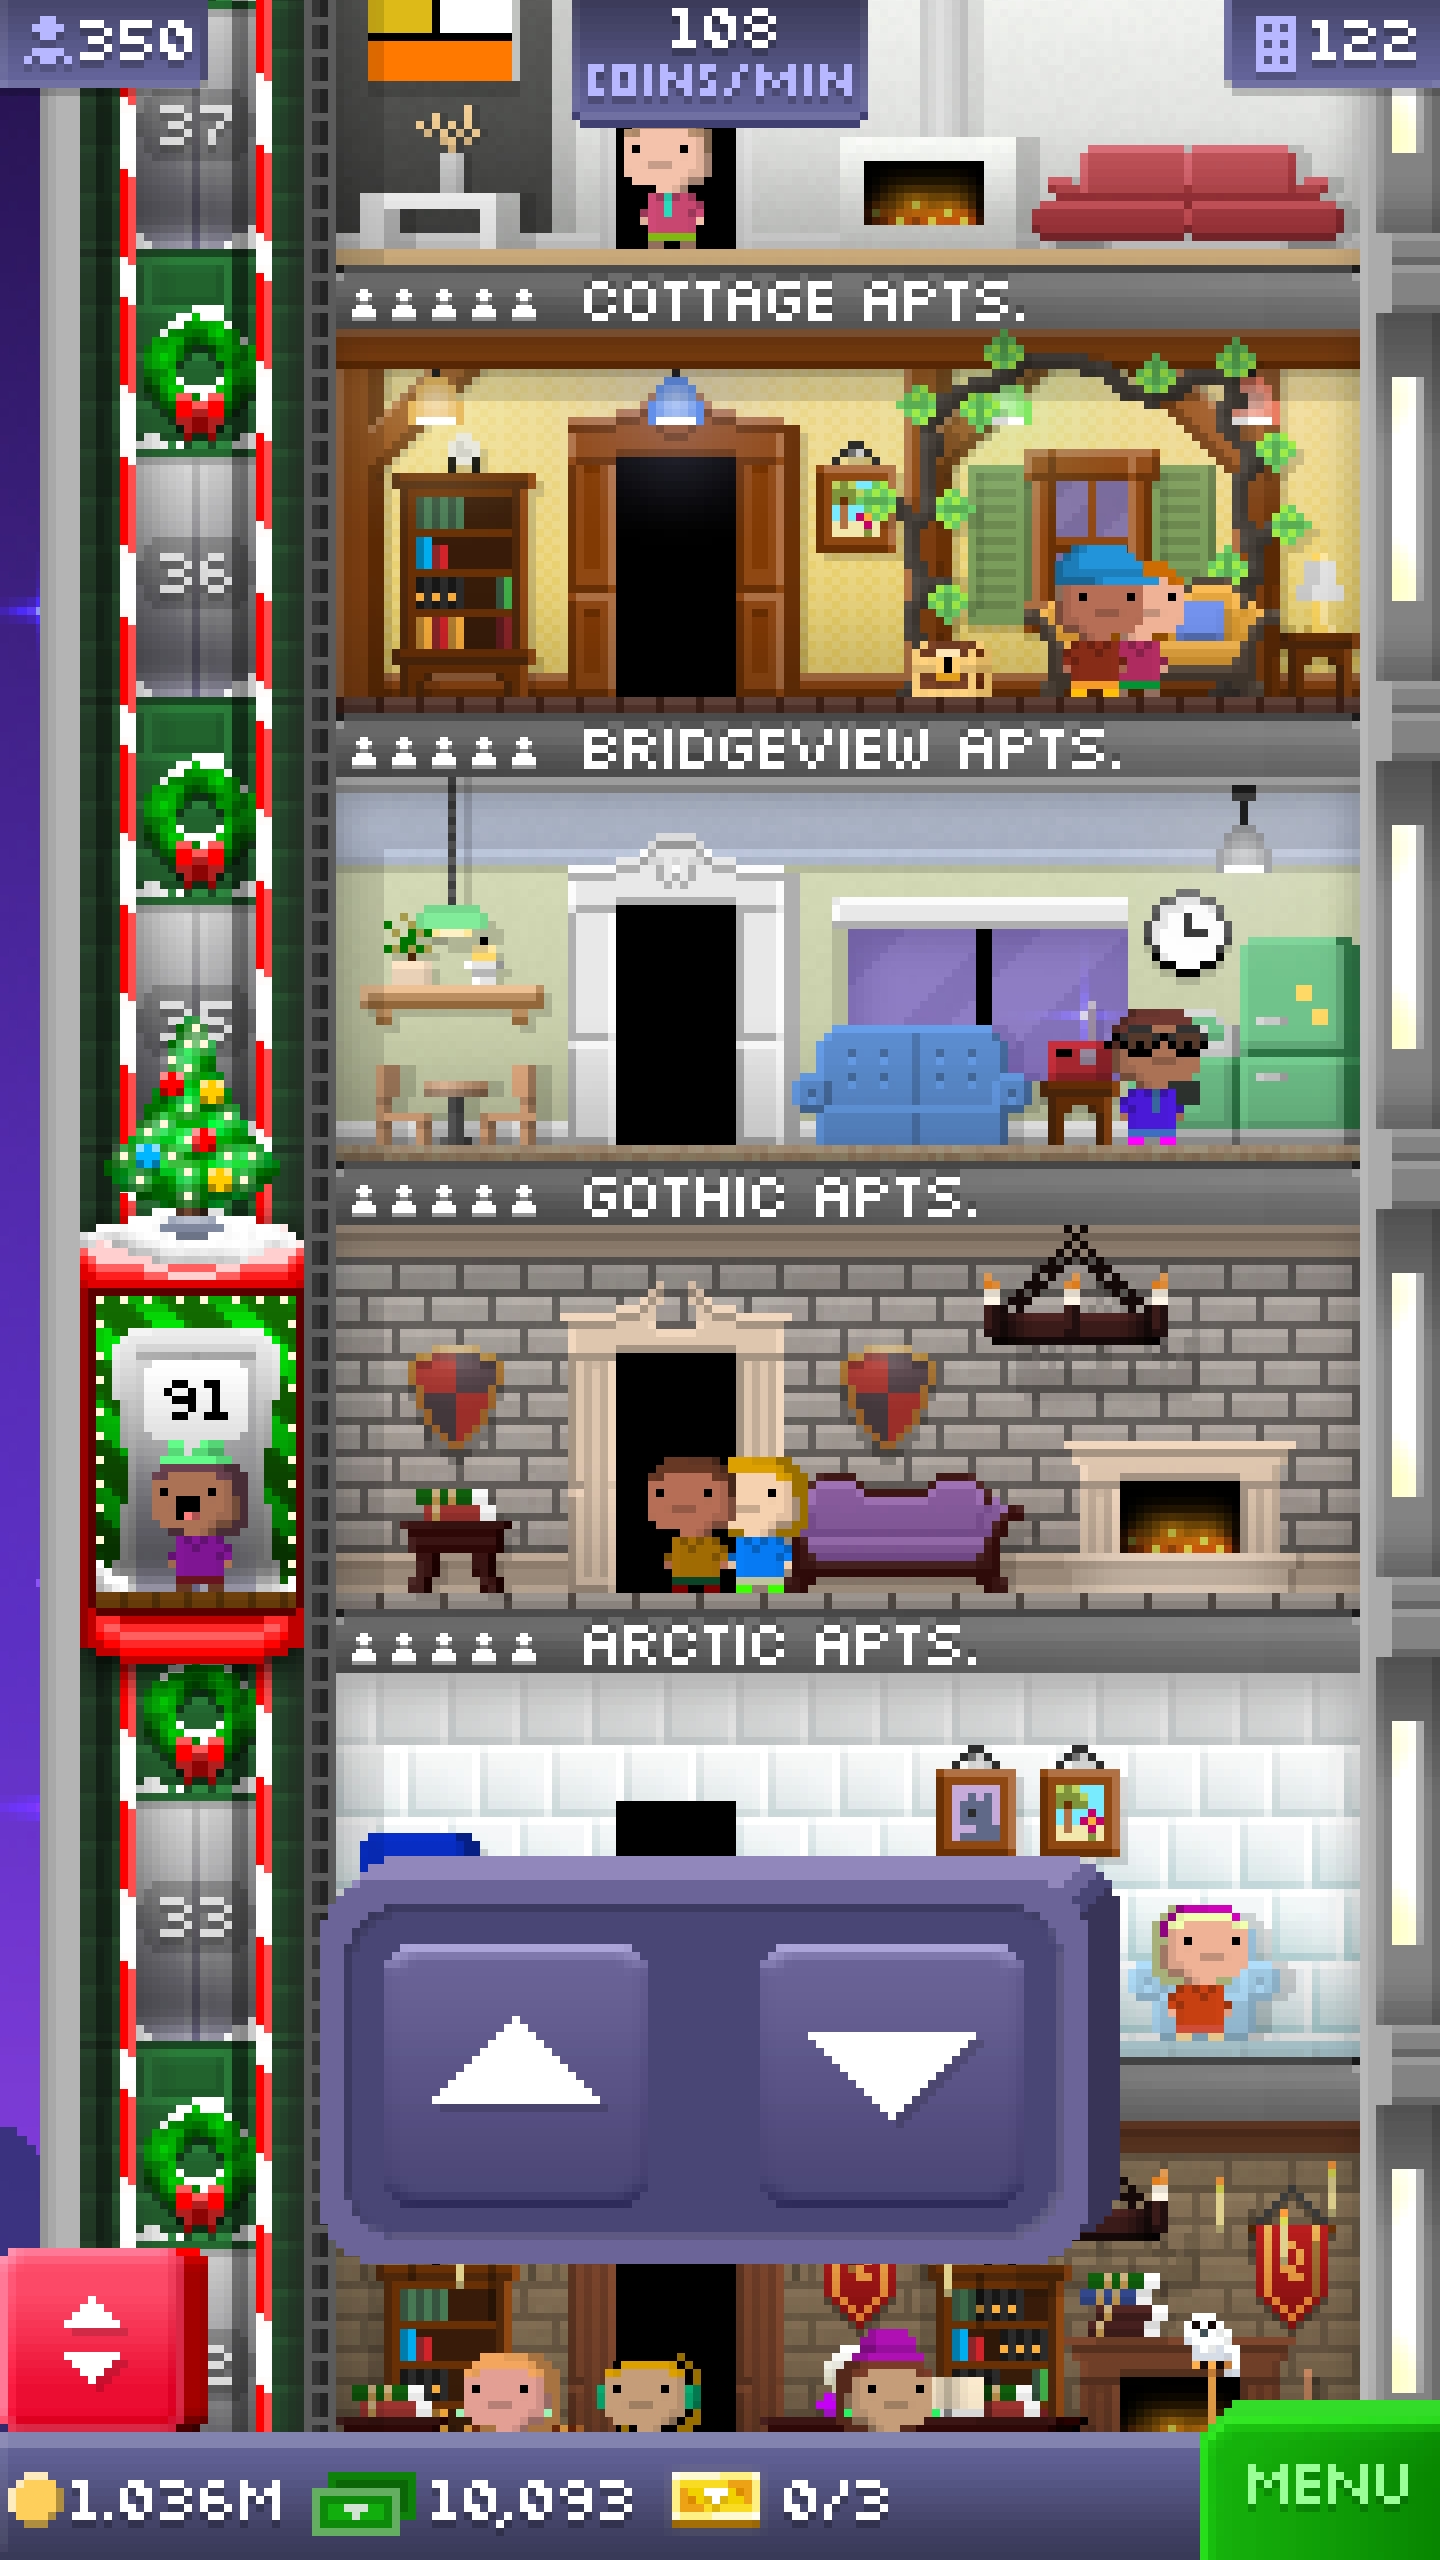 350
108
COINS/MIN
122
37
COTTAGE APTS.
36
BRIDGEVIEW APTS.
35
GOTHIC APTS.
91
ARCTIC APTS.
33
1.036M
10,093
0/3
MENU